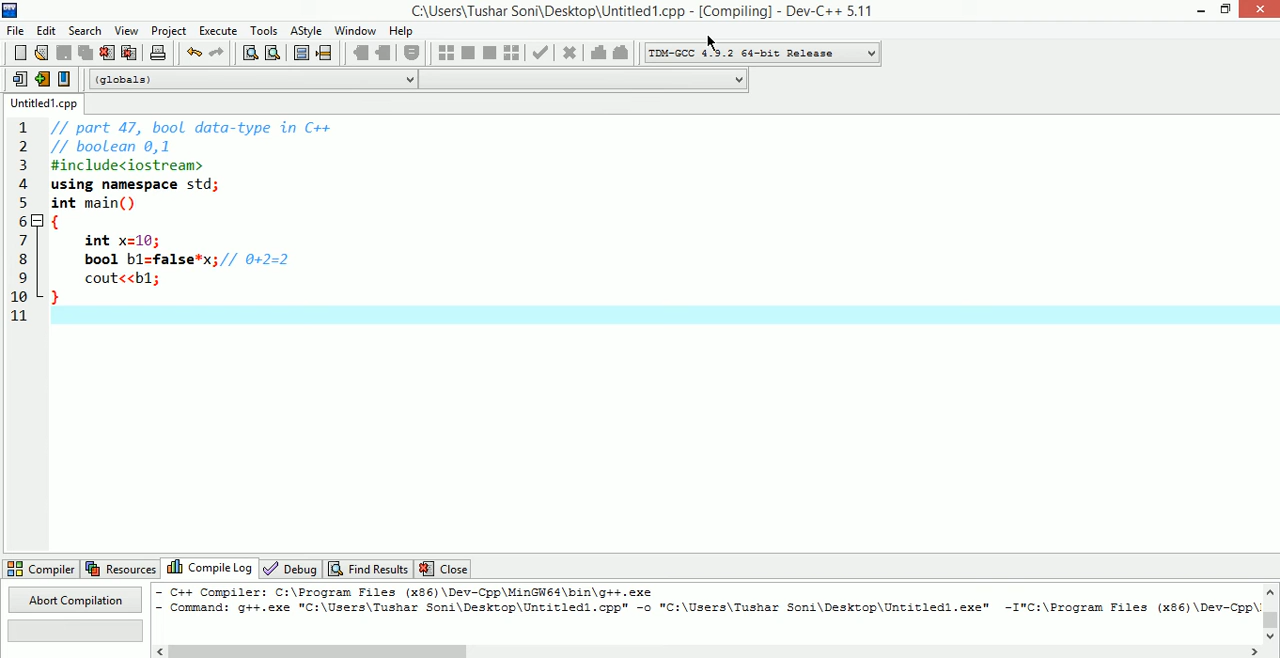 C:\Users\Tushar Soni\Desktop\Untitled1.cpp - [Compiling] - Dev-C++ 5.11
File Edit Search View Project Execute Tools AStyle Window Help
TDM-GCC 4.9.2 64-bit Release
(globals)
Untitled1.cpp
1 // part 47, bool data-type in C++
2 // boolean 0,1
3 #include<iostream>
4 using namespace std;
5 int main()
6 {
7 int x=10;
8 bool b1=false*x;// 0+2=2
9 cout<<b1;
10 }
11
Compiler Resources Compile Log Debug Find Results Close
Abort Compilation
- C++ Compiler: C:\Program Files (x86)\Dev-Cpp\MinGW64\bin\g++.exe
- Command: g++.exe "C:\Users\Tushar Soni\Desktop\Untitled1.cpp" -o "C:\Users\Tushar Soni\Desktop\Untitled1.exe" -I"C:\Program Files (x86)\Dev-Cpp\